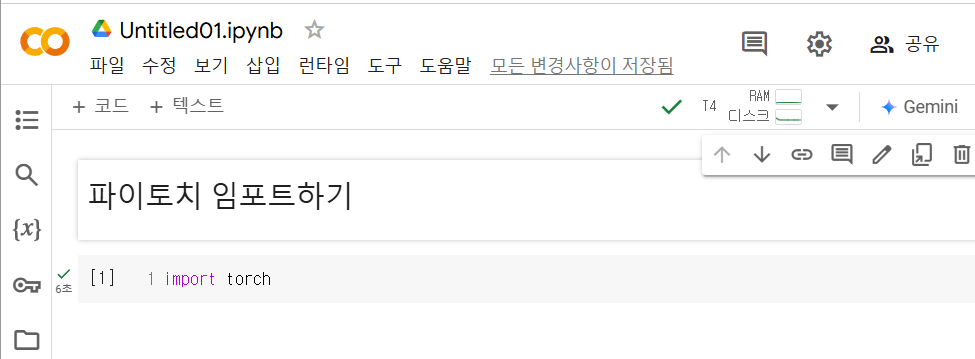 Untitled01.ipynb
파일 수정 보기 삽입 런타임 도구 도움말 모든 변경사항이 저장됨
공유
+ 코드 + 텍스트
T4
RAM
디스크
Gemini
{x}
파이토치 임포트하기
[1] 1 import torch
6초